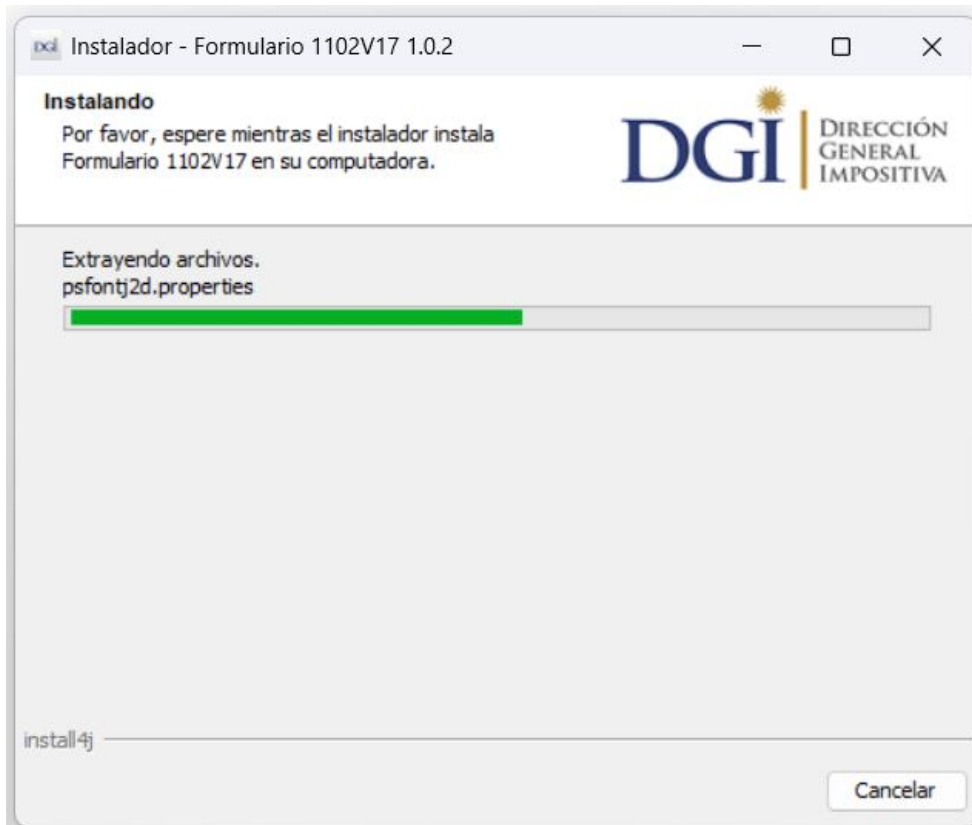 DGI Instalador - Formulario 1102V17 1.0.2
Instalando
Por favor, espere mientras el instalador instala
Formulario 1102V17 en su computadora.
DGI
DIRECCIÓN
GENERAL
IMPOSITIVA
Extrayendo archivos.
psfontj2d.properties
install4j
Cancelar